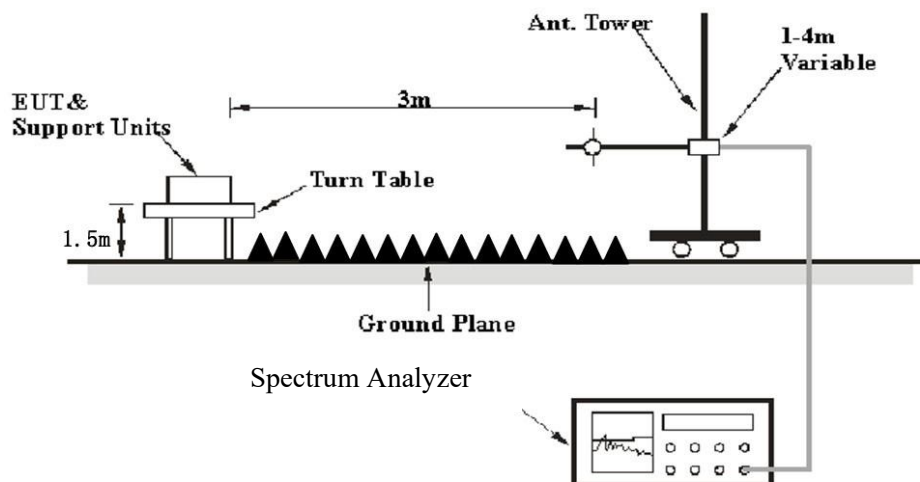 Ant. Tower
1-4m
Variable
3m
EUT&
Support Units
Turn Table
1.5m
Ground Plane
Spectrum Analyzer